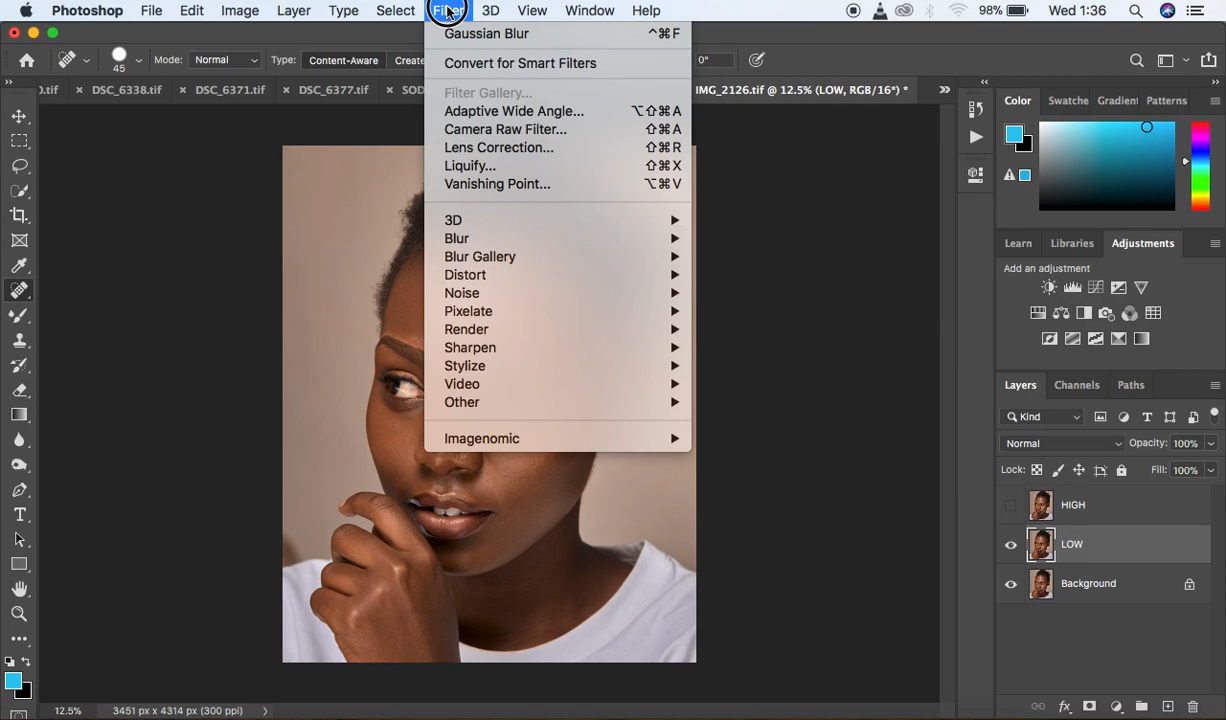 Photoshop File Edit Image Layer Type Select Filter 3D View Window Help 98% Wed 1:36
45 Mode: Normal Type: Content-Aware Create 0°
0.tif × DSC_6338.tif × DSC_6371.tif × DSC_6377.tif × SOD IMG_2126.tif @ 12.5% (LOW, RGB/16*) *
Gaussian Blur ^⌘F
Convert for Smart Filters
Filter Gallery...
Adaptive Wide Angle... ⌥⇧⌘A
Camera Raw Filter... ⇧⌘A
Lens Correction... ⇧⌘R
Liquify... ⇧⌘X
Vanishing Point... ⌥⌘V
3D
Blur
Blur Gallery
Distort
Noise
Pixelate
Render
Sharpen
Stylize
Video
Other
Imagenomic
Color Swatche Gradient Patterns
Learn Libraries Adjustments
Add an adjustment
Layers Channels Paths
Kind
Normal Opacity: 100%
Lock: Fill: 100%
HIGH
LOW
Background
12.5% 3451 px x 4314 px (300 ppi)